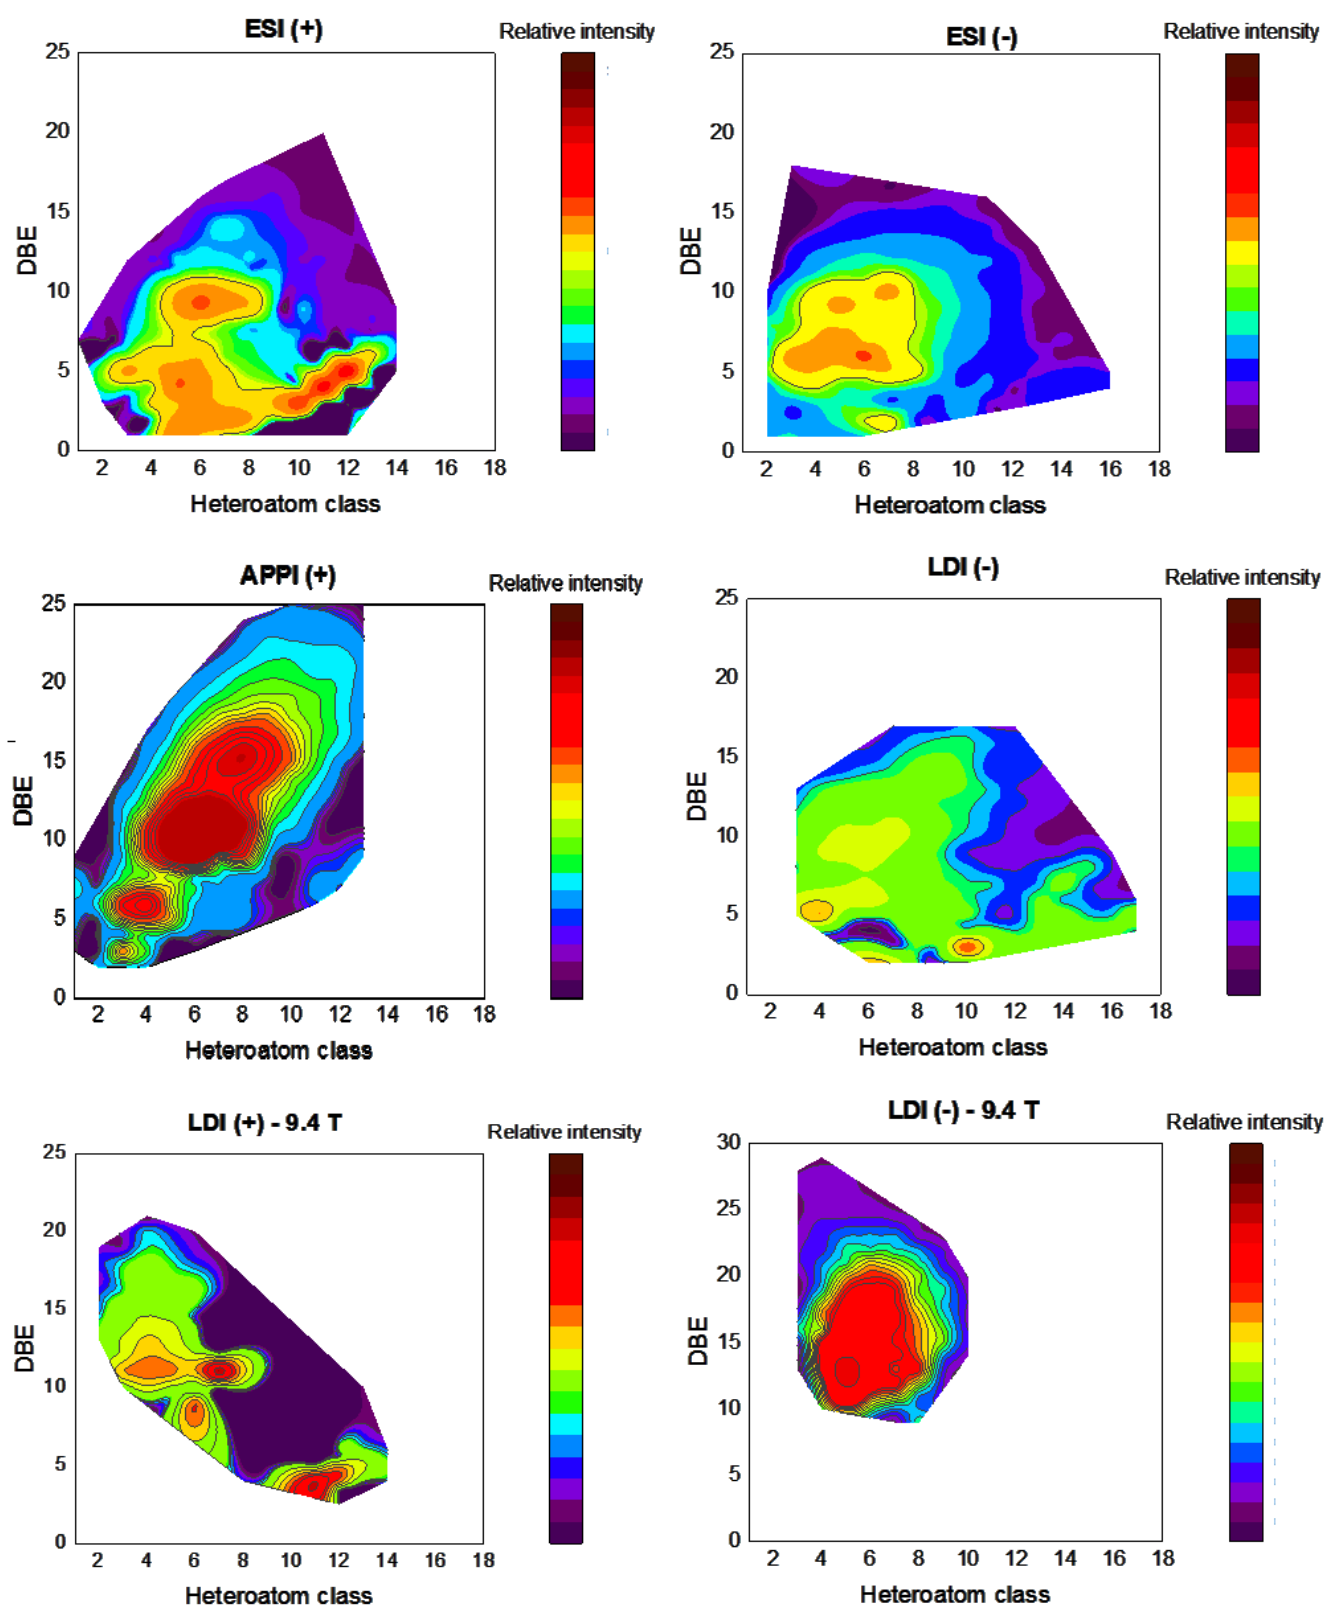 ESI (+)
Relative intensity
25
20
15
10
5
0
DBE
2 4 6 8 10 12 14 16 18
Heteroatom class
ESI (-)
Relative intensity
25
20
15
10
5
0
DBE
2 4 6 8 10 12 14 16 18
Heteroatom class
APPI (+)
Relative intensity
25
20
15
10
5
0
DBE
2 4 6 8 10 12 14 16 18
Heteroatom class
LDI (-)
Relative intensity
25
20
15
10
5
0
DBE
2 4 6 8 10 12 14 16 18
Heteroatom class
LDI (+) - 9.4 T
Relative intensity
25
20
15
10
5
0
DBE
2 4 6 8 10 12 14 16 18
Heteroatom class
LDI (-) - 9.4 T
Relative intensity
30
25
20
15
10
5
0
DBE
2 4 6 8 10 12 14 16 18
Heteroatom class